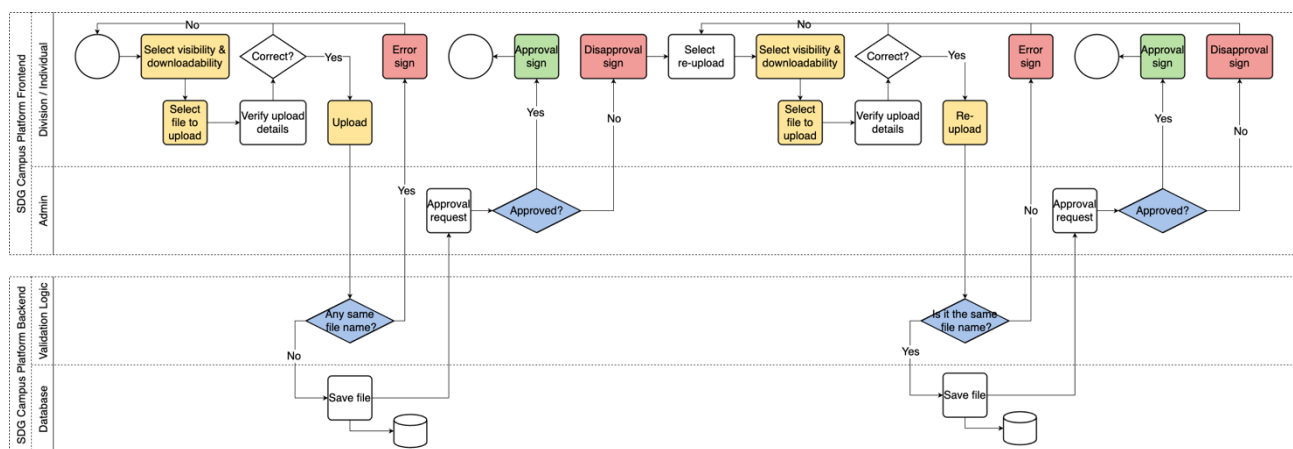 SDG Campus Platform Frontend
Division / Individual
No
Select visibility &
downloadability
Correct?
Yes
Error
sign
Select
file to
upload
Verify upload
details
Upload
Approval
sign
Disapproval
sign
Yes
No
Select
re-upload
No
Select visibility &
downloadability
Correct?
Yes
Error
sign
Select
file to
upload
Verify upload
details
Re-
upload
Approval
sign
Disapproval
sign
Yes
No
Admin
Yes
Approval
request
Approved?
No
Approval
request
Approved?
SDG Campus Platform Backend
Validation Logic
Any same
file name?
No
Is it the same
file name?
Yes
Database
Save file
Save file